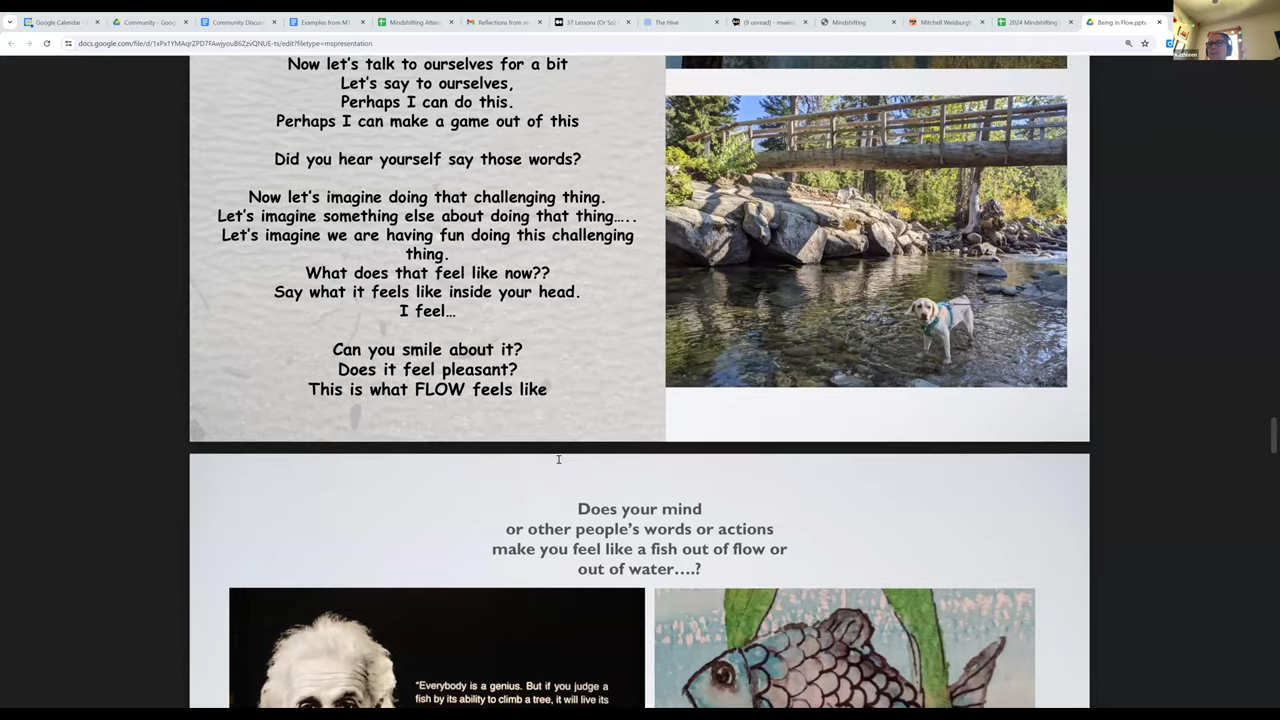 Google Calendar
Community - Goog
Community Discus
Examples from M
Mindshifting Atten
Reflections from se
37 Lessons (Or So)
The Hive
(9 unread) - mweis
Mindshifting
Mitchell Weisburgh
2024 Mindshifting
Being in Flow.pptx
docs.google.com/file/d/1xPx1YMAqrZPD7FAwjyouB6ZzvQNUE-ts/edit?filetype=mspresentation
Kathleen
Now let's talk to ourselves for a bit
Let's say to ourselves,
Perhaps I can do this.
Perhaps I can make a game out of this
Did you hear yourself say those words?
Now let's imagine doing that challenging thing.
Let's imagine something else about doing that thing.....
Let's imagine we are having fun doing this challenging
thing.
What does that feel like now??
Say what it feels like inside your head.
I feel...
Can you smile about it?
Does it feel pleasant?
This is what FLOW feels like
Does your mind
or other people's words or actions
make you feel like a fish out of flow or
out of water....?
"Everybody is a genius. But if you judge a
fish by its ability to climb a tree, it will live its